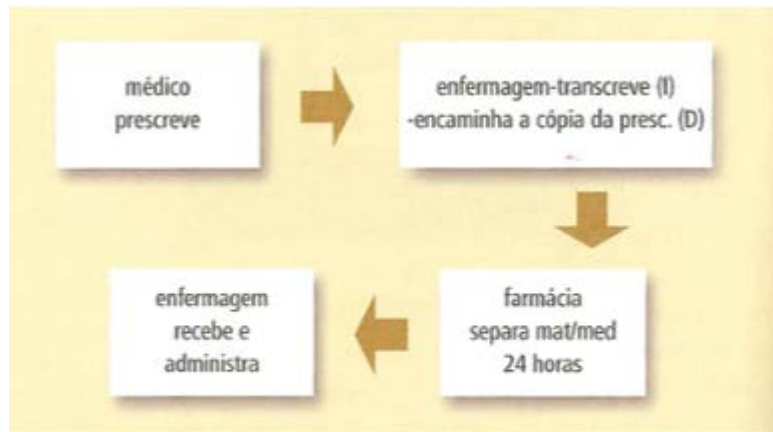 médico
prescreve
enfermagem-transcreve (I)
-encaminha a cópia da presc. (D)
farmácia
separa mat/med
24 horas
enfermagem
recebe e
administra